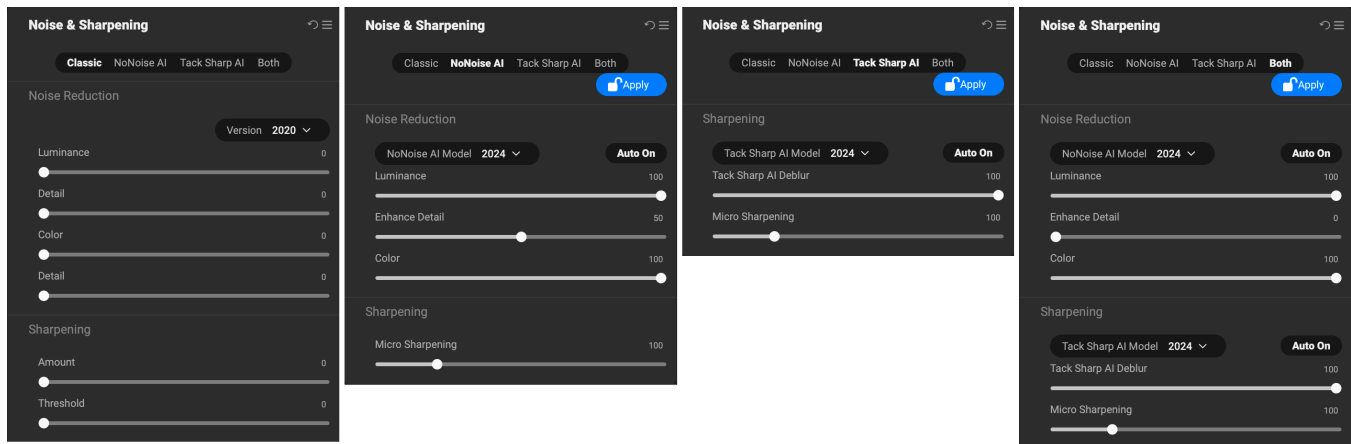 Noise & Sharpening
Classic NoNoise AI Tack Sharp AI Both
Noise Reduction
Version 2020
Luminance 0
Detail 0
Color 0
Detail 0
Sharpening
Amount 0
Threshold 0
Noise & Sharpening
Classic NoNoise AI Tack Sharp AI Both
Apply
Noise Reduction
NoNoise AI Model 2024 Auto On
Luminance 100
Enhance Detail 50
Color 100
Sharpening
Micro Sharpening 100
Noise & Sharpening
Classic NoNoise AI Tack Sharp AI Both
Apply
Sharpening
Tack Sharp AI Model 2024 Auto On
Tack Sharp AI Deblur 100
Micro Sharpening 100
Noise & Sharpening
Classic NoNoise AI Tack Sharp AI Both
Apply
Noise Reduction
NoNoise AI Model 2024 Auto On
Luminance 100
Enhance Detail 0
Color 100
Sharpening
Tack Sharp AI Model 2024 Auto On
Tack Sharp AI Deblur 100
Micro Sharpening 100